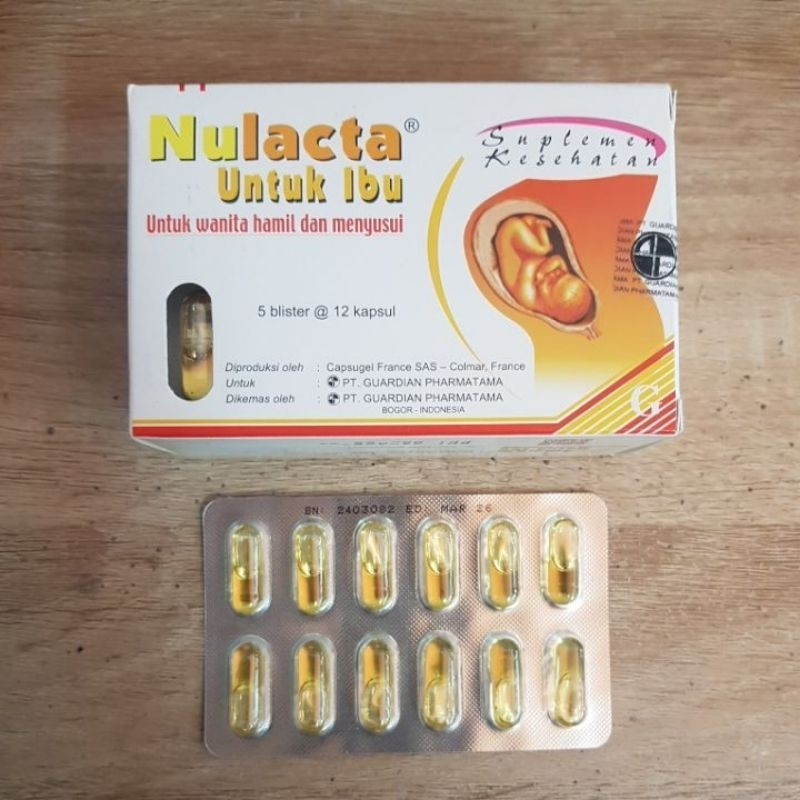 Nulacta®
Untuk Ibu
Untuk wanita hamil dan menyusui
Suplemen
Kesehatan
5 blister @ 12 kapsul
Diproduksi oleh : Capsugel France SAS – Colmar, France
Untuk : PT. GUARDIAN PHARMATAMA
Dikemas oleh : PT. GUARDIAN PHARMATAMA
BOGOR - INDONESIA
G
BN: 2403082 ED. MAR 26